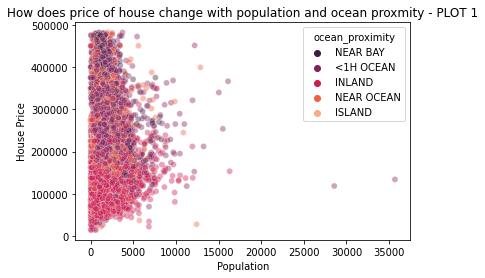 How does price of house change with population and ocean proxmity - PLOT 1
500000
400000
300000
200000
100000
0
House Price
ocean_proximity
NEAR BAY
<1H OCEAN
INLAND
NEAR OCEAN
ISLAND
0 5000 10000 15000 20000 25000 30000 35000
Population